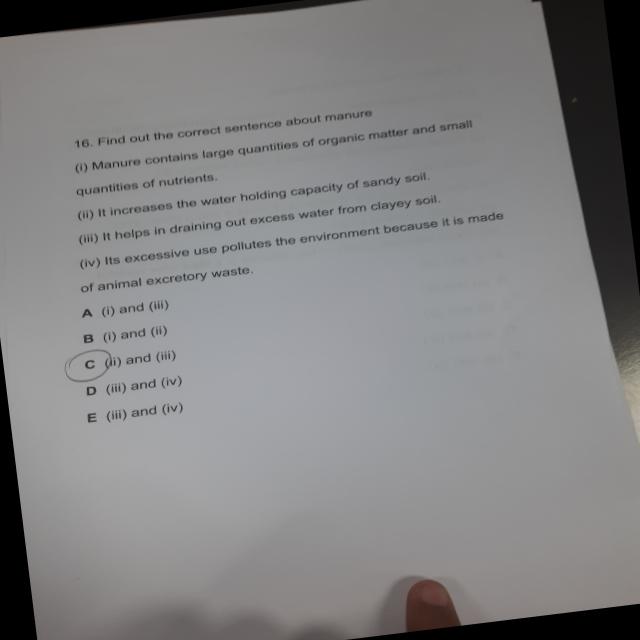 16. Find out the correct sentence about manure
(i) Manure contains large quantities of organic matter and small
quantities of nutrients.
(ii) It increases the water holding capacity of sandy soil.
(iii) It helps in draining out excess water from clayey soil.
(iv) Its excessive use pollutes the environment because it is made
of animal excretory waste.
A (i) and (iii)
B (i) and (ii)
C (ii) and (iii)
D (iii) and (iv)
E (iii) and (iv)